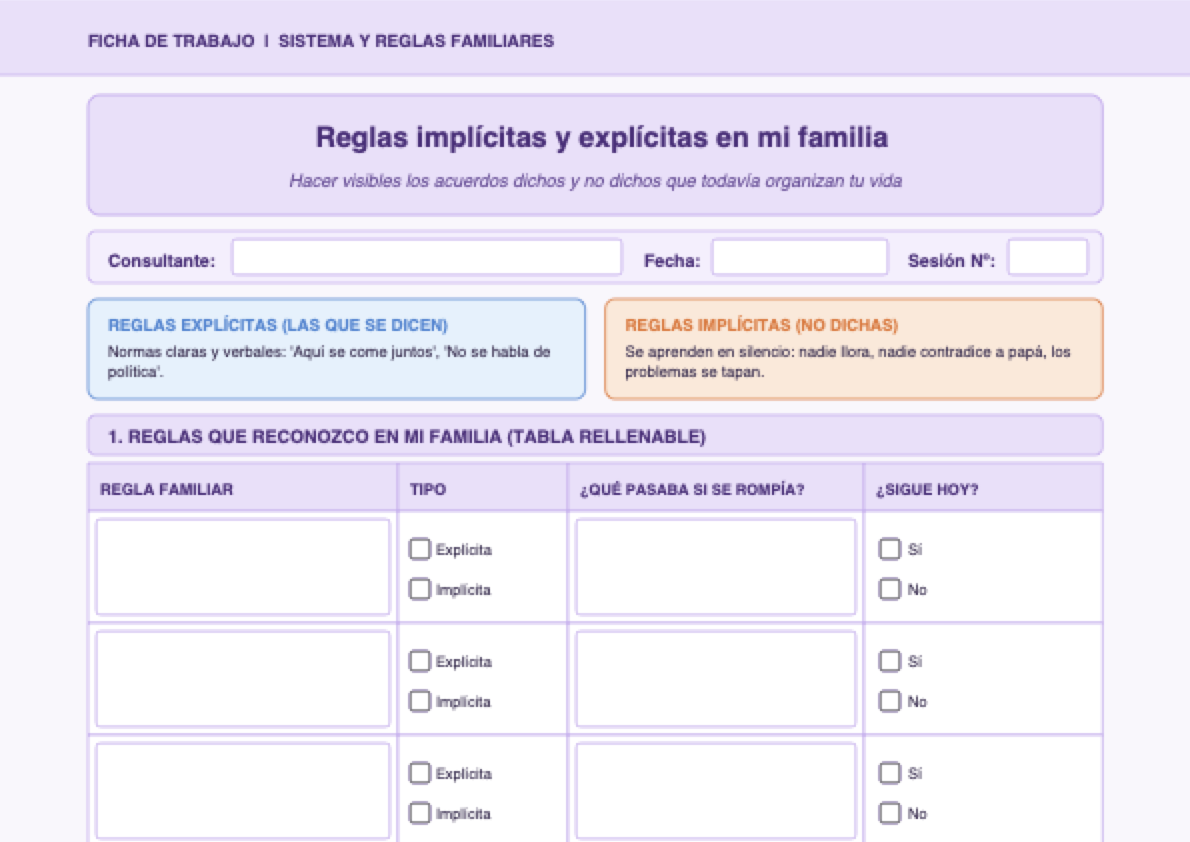 FICHA DE TRABAJO | SISTEMA Y REGLAS FAMILIARES
Reglas implícitas y explícitas en mi familia
Hacer visibles los acuerdos dichos y no dichos que todavía organizan tu vida
Consultante: Fecha: Sesión Nº:
REGLAS EXPLÍCITAS (LAS QUE SE DICEN)
Normas claras y verbales: 'Aquí se come juntos', 'No se habla de
política'.
REGLAS IMPLÍCITAS (NO DICHAS)
Se aprenden en silencio: nadie llora, nadie contradice a papá, los
problemas se tapan.
1. REGLAS QUE RECONOZCO EN MI FAMILIA (TABLA RELLENABLE)
REGLA FAMILIAR TIPO ¿QUÉ PASABA SI SE ROMPÍA? ¿SIGUE HOY?
Explícita Sí
Implícita No
Explícita Sí
Implícita No
Explícita Sí
Implícita No